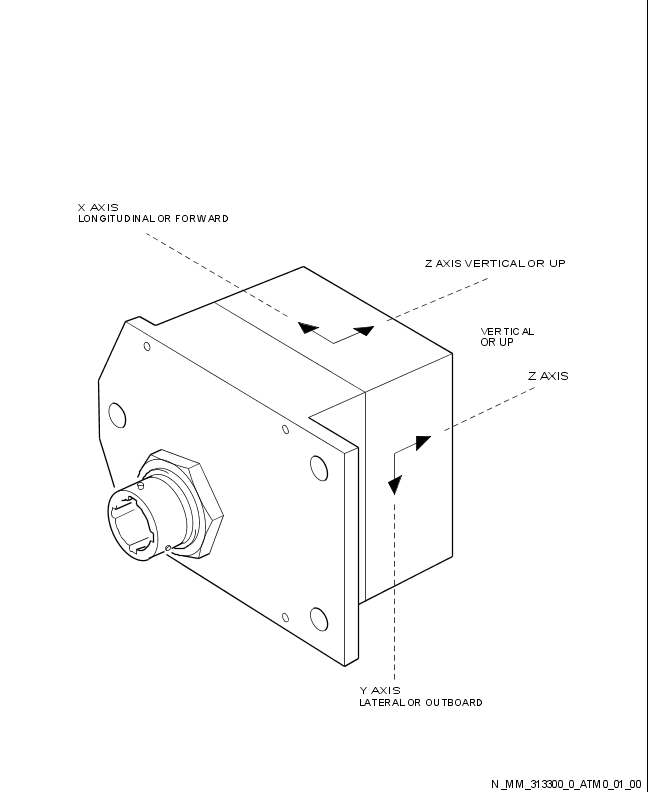 X AXIS
LONGITUDINAL OR FORWARD
Z AXIS VERTICAL OR UP
VERTICAL
OR UP
Z AXIS
Y AXIS
LATERAL OR OUTBOARD
N_MM_313300_0_ATM0_01_00